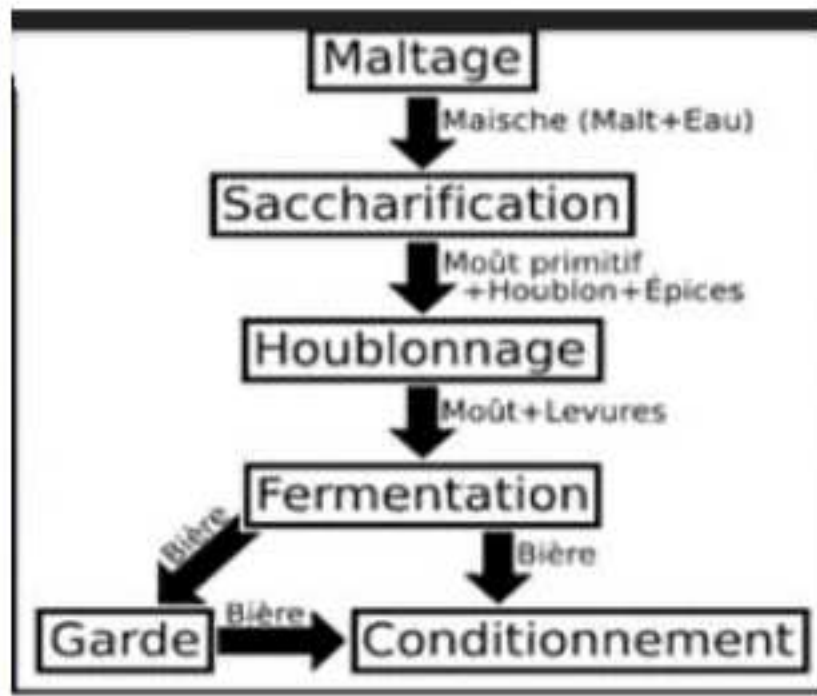 Maltage
Maische (Malt+Eau)
Saccharification
Moût primitif
+Houblon+Épices
Houblonnage
Moût+Levures
Fermentation
Bière
Bière
Bière
Garde
Conditionnement